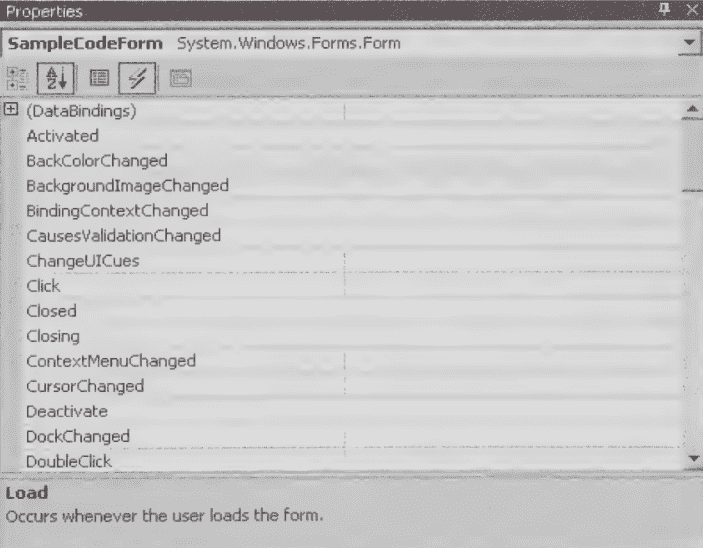 Properties
SampleCodeForm System.Windows.Forms.Form
(DataBindings)
Activated
BackColorChanged
BackgroundImageChanged
BindingContextChanged
CausesValidationChanged
ChangeUICues
Click
Closed
Closing
ContextMenuChanged
CursorChanged
Deactivate
DockChanged
DoubleClick
Load
Occurs whenever the user loads the form.